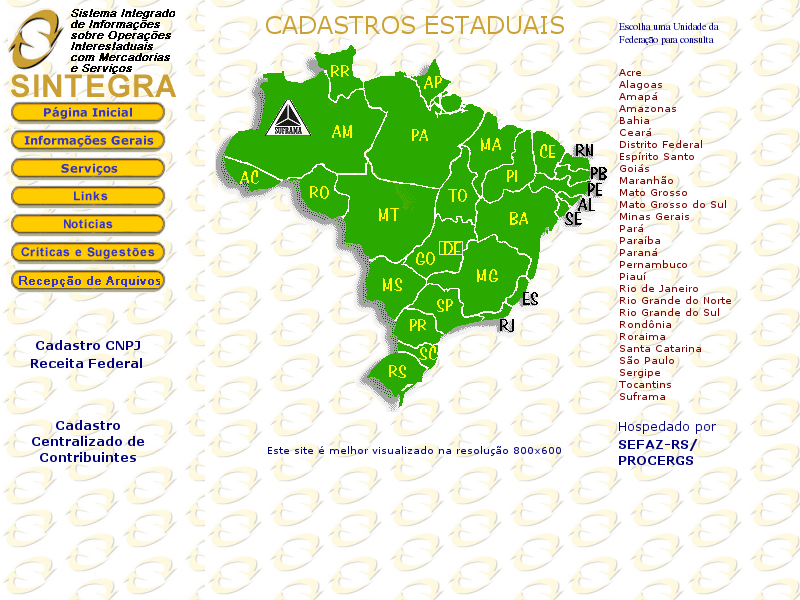 Sistema Integrado
de Informações
sobre Operações
Interestaduais
com Mercadorias
e Serviços
SINTEGRA
Página Inicial
Informações Gerais
Serviços
Links
Notícias
Críticas e Sugestões
Recepção de Arquivos
Cadastro CNPJ
Receita Federal
Cadastro
Centralizado de
Contribuintes
CADASTROS ESTADUAIS
RR
AP
SUFRAMA
AM
PA
MA
CE
RN
PI
PB
AC
RO
TO
PE
AL
MT
BA
SE
DF
GO
MG
MS
ES
SP
RJ
PR
SC
RS
Este site é melhor visualizado na resolução 800x600
Escolha uma Unidade da
Federação para consulta
Acre
Alagoas
Amapá
Amazonas
Bahia
Ceará
Distrito Federal
Espírito Santo
Goiás
Maranhão
Mato Grosso
Mato Grosso do Sul
Minas Gerais
Pará
Paraíba
Paraná
Pernambuco
Piauí
Rio de Janeiro
Rio Grande do Norte
Rio Grande do Sul
Rondônia
Roraima
Santa Catarina
São Paulo
Sergipe
Tocantins
Suframa
Hospedado por
SEFAZ-RS/
PROCERGS